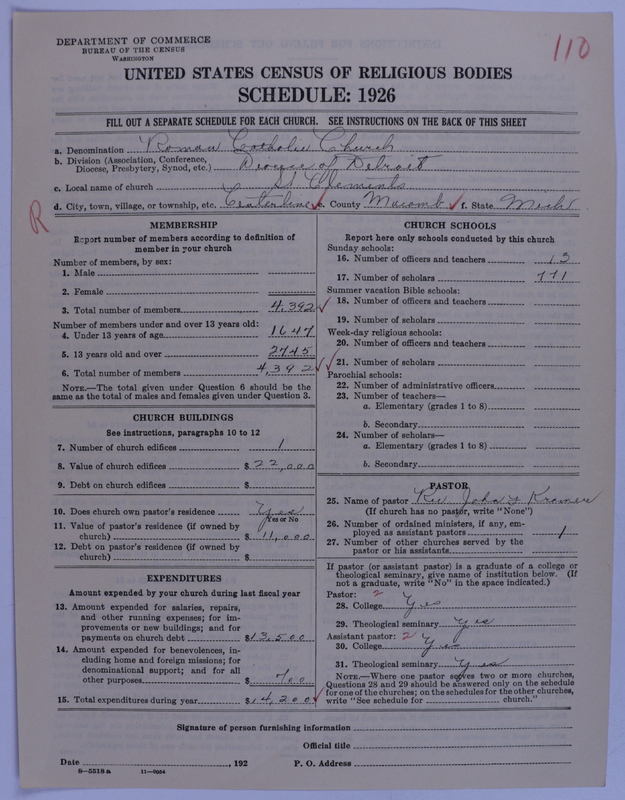 DEPARTMENT OF COMMERCE
BUREAU OF THE CENSUS
WASHINGTON
110
UNITED STATES CENSUS OF RELIGIOUS BODIES
SCHEDULE: 1926
FILL OUT A SEPARATE SCHEDULE FOR EACH CHURCH. SEE INSTRUCTIONS ON THE BACK OF THIS SHEET
a. Denomination Roman Catholic Church
b. Division (Association, Conference, Diocese, Presbytery, Synod, etc.) Diocese of Detroit
c. Local name of church St Clements
d. City, town, village, or township, etc. Centerline e. County Macomb f. State Mich
R
MEMBERSHIP
Report number of members according to definition of
member in your church
Number of members, by sex:
1. Male
2. Female
3. Total number of members 4,392
Number of members under and over 13 years old:
4. Under 13 years of age 1647
5. 13 years old and over 2745
6. Total number of members 4,392
NOTE.—The total given under Question 6 should be the
same as the total of males and females given under Question 3.
CHURCH BUILDINGS
See instructions, paragraphs 10 to 12
7. Number of church edifices 1
8. Value of church edifices $22,000
9. Debt on church edifices $
10. Does church own pastor's residence Yes
Yes or No
11. Value of pastor's residence (if owned by
church) $11,000
12. Debt on pastor's residence (if owned by
church) $
EXPENDITURES
Amount expended by your church during last fiscal year
13. Amount expended for salaries, repairs,
and other running expenses; for im-
provements or new buildings; and for
payments on church debt $13,500
14. Amount expended for benevolences, in-
cluding home and foreign missions; for
denominational support; and for all
other purposes $700
15. Total expenditures during year $14,200
CHURCH SCHOOLS
Report here only schools conducted by this church
Sunday schools:
16. Number of officers and teachers 13
17. Number of scholars 771
Summer vacation Bible schools:
18. Number of officers and teachers
19. Number of scholars
Week-day religious schools:
20. Number of officers and teachers
21. Number of scholars
Parochial schools:
22. Number of administrative officers
23. Number of teachers—
a. Elementary (grades 1 to 8)
b. Secondary
24. Number of scholars—
a. Elementary (grades 1 to 8)
b. Secondary
PASTOR
25. Name of pastor Rev John F Kramer
(If church has no pastor, write "None")
26. Number of ordained ministers, if any, em-
ployed as assistant pastors 1
27. Number of other churches served by the
pastor or his assistants
If pastor (or assistant pastor) is a graduate of a college or
theological seminary, give name of institution below. (If
not a graduate, write "No" in the space indicated.)
Pastor: 2
28. College Yes
29. Theological seminary Yes
Assistant pastor: 2
30. College Yes
31. Theological seminary Yes
NOTE.—Where one pastor serves two or more churches,
Questions 28 and 29 should be answered only on the schedule
for one of the churches; on the schedules for the other churches,
write "See schedule for church."
Signature of person furnishing information
Official title
Date , 192 P. O. Address
8—5518a 11—9054